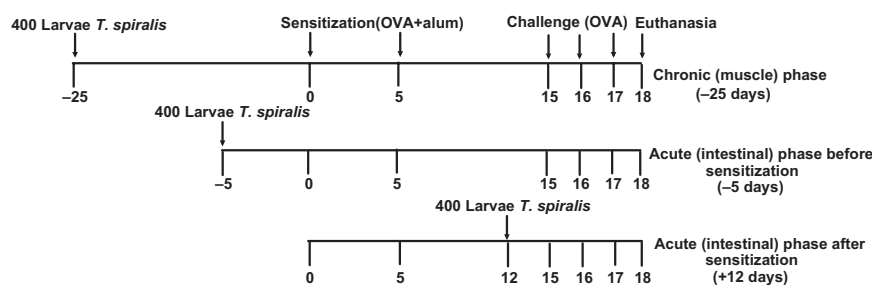 400 Larvae T. spiralis
Sensitization(OVA+alum)
Challenge (OVA)
Euthanasia
Chronic (muscle) phase
(–25 days)
–25
0
5
15
16
17
18
400 Larvae T. spiralis
Acute (intestinal) phase before
sensitization
(–5 days)
–5
0
5
15
16
17
18
400 Larvae T. spiralis
Acute (intestinal) phase after
sensitization
(+12 days)
0
5
12
15
16
17
18